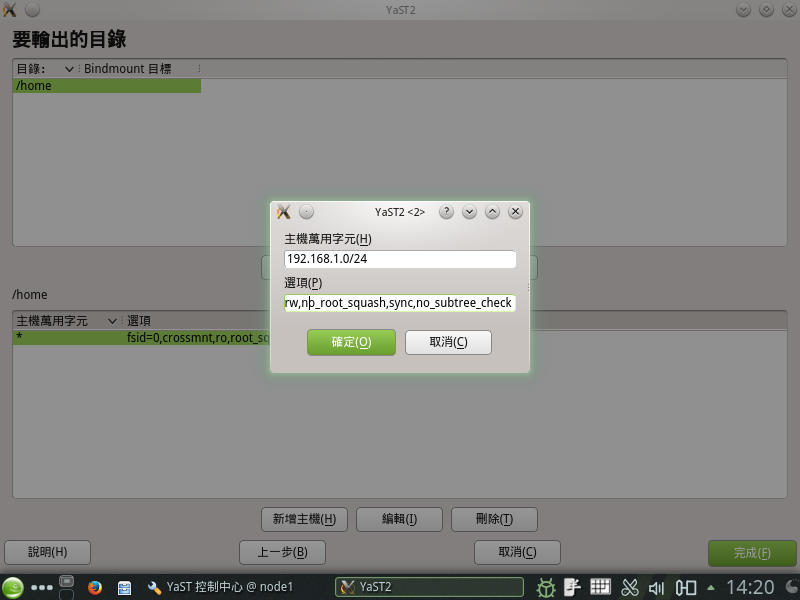 YaST2
要輸出的目錄
目錄: Bindmount 目標
/home
YaST2 <2>
主機萬用字元(H)
192.168.1.0/24
選項(P)
rw,no_root_squash,sync,no_subtree_check
確定(O) 取消(C)
/home
主機萬用字元 選項
* fsid=0,crossmnt,ro,root_sq
新增主機(H) 編輯(I) 刪除(T)
說明(H) 上一步(B) 取消(C) 完成(F)
YaST 控制中心 @ node1 YaST2 14:20